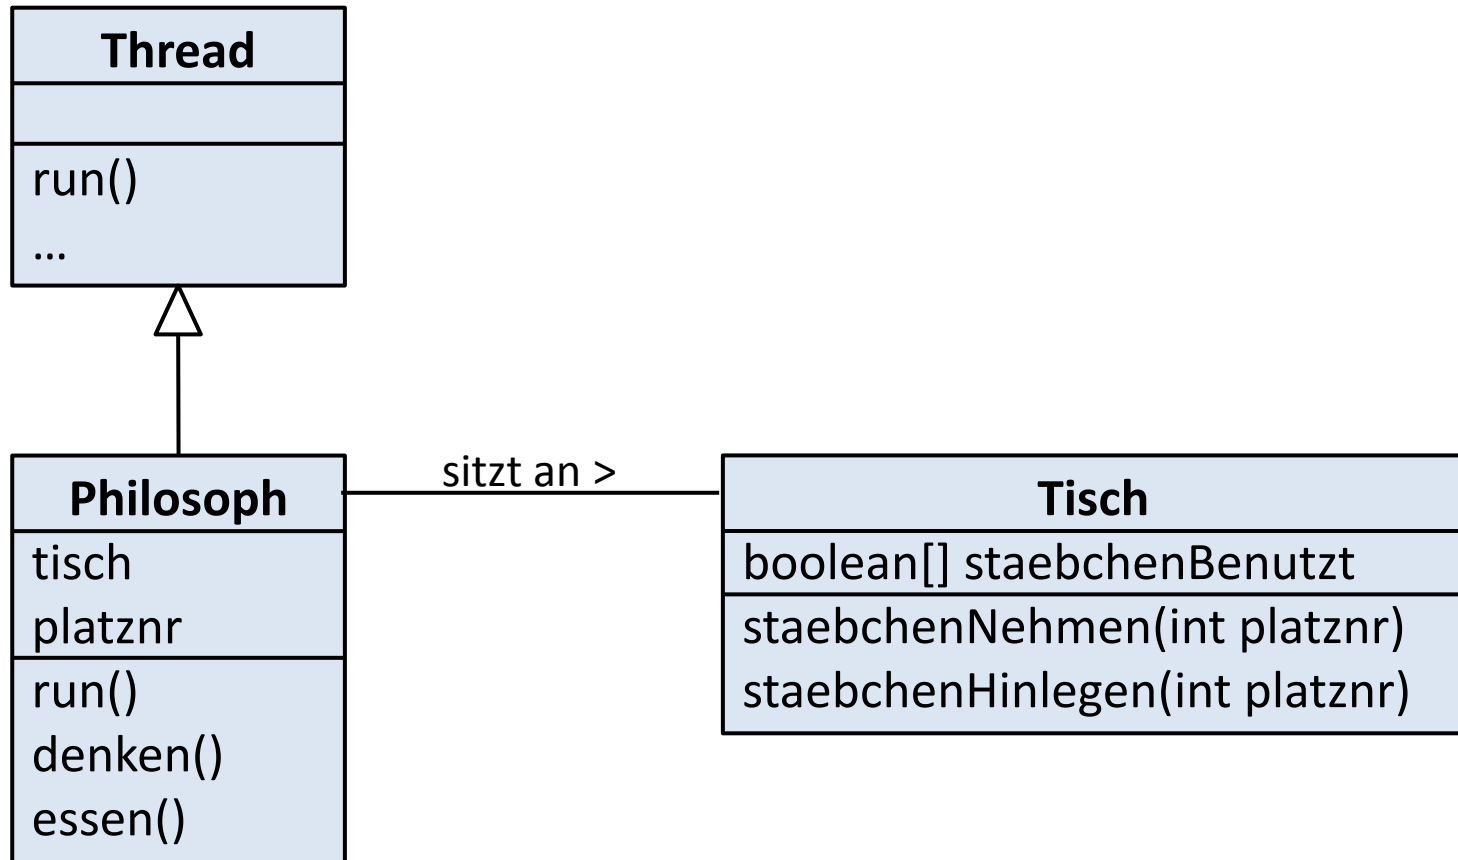 Thread
run()
...
sitzt an >
Philosoph
tisch
platznr
run()
denken()
essen()
Tisch
boolean[] staebchenBenutzt
staebchenNehmen(int platznr)
staebchenHinlegen(int platznr)